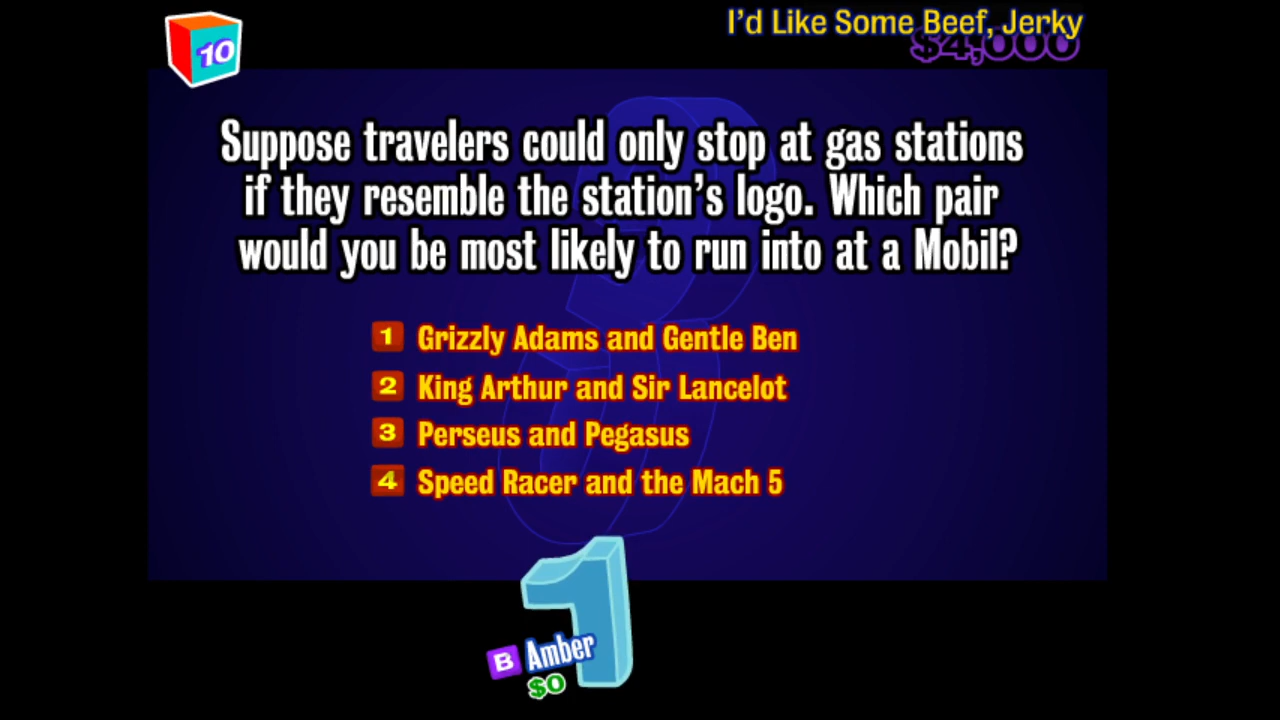 10
I'd Like Some Beef, Jerky
$4,000
Suppose travelers could only stop at gas stations
if they resemble the station's logo. Which pair
would you be most likely to run into at a Mobil?
1 Grizzly Adams and Gentle Ben
2 King Arthur and Sir Lancelot
3 Perseus and Pegasus
4 Speed Racer and the Mach 5
1
B Amber
$0